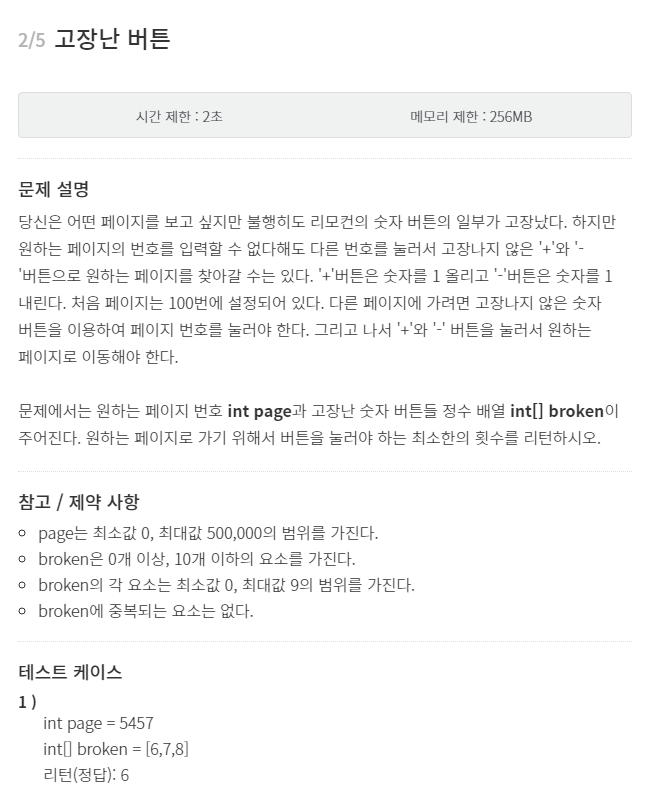 2/5 고장난 버튼
시간 제한 : 2초 메모리 제한 : 256MB
문제 설명
당신은 어떤 페이지를 보고 싶지만 불행히도 리모컨의 숫자 버튼의 일부가 고장났다. 하지만
원하는 페이지의 번호를 입력할 수 없다해도 다른 번호를 눌러서 고장나지 않은 '+'와 '-
'버튼으로 원하는 페이지를 찾아갈 수는 있다. '+'버튼은 숫자를 1 올리고 '-'버튼은 숫자를 1
내린다. 처음 페이지는 100번에 설정되어 있다. 다른 페이지에 가려면 고장나지 않은 숫자
버튼을 이용하여 페이지 번호를 눌러야 한다. 그리고 나서 '+'와 '-' 버튼을 눌러서 원하는
페이지로 이동해야 한다.
문제에서는 원하는 페이지 번호 int page과 고장난 숫자 버튼들 정수 배열 int[] broken이
주어진다. 원하는 페이지로 가기 위해서 버튼을 눌러야 하는 최소한의 횟수를 리턴하시오.
참고 / 제약 사항
page는 최소값 0, 최대값 500,000의 범위를 가진다.
broken은 0개 이상, 10개 이하의 요소를 가진다.
broken의 각 요소는 최소값 0, 최대값 9의 범위를 가진다.
broken에 중복되는 요소는 없다.
테스트 케이스
1 )
int page = 5457
int[] broken = [6,7,8]
리턴(정답): 6